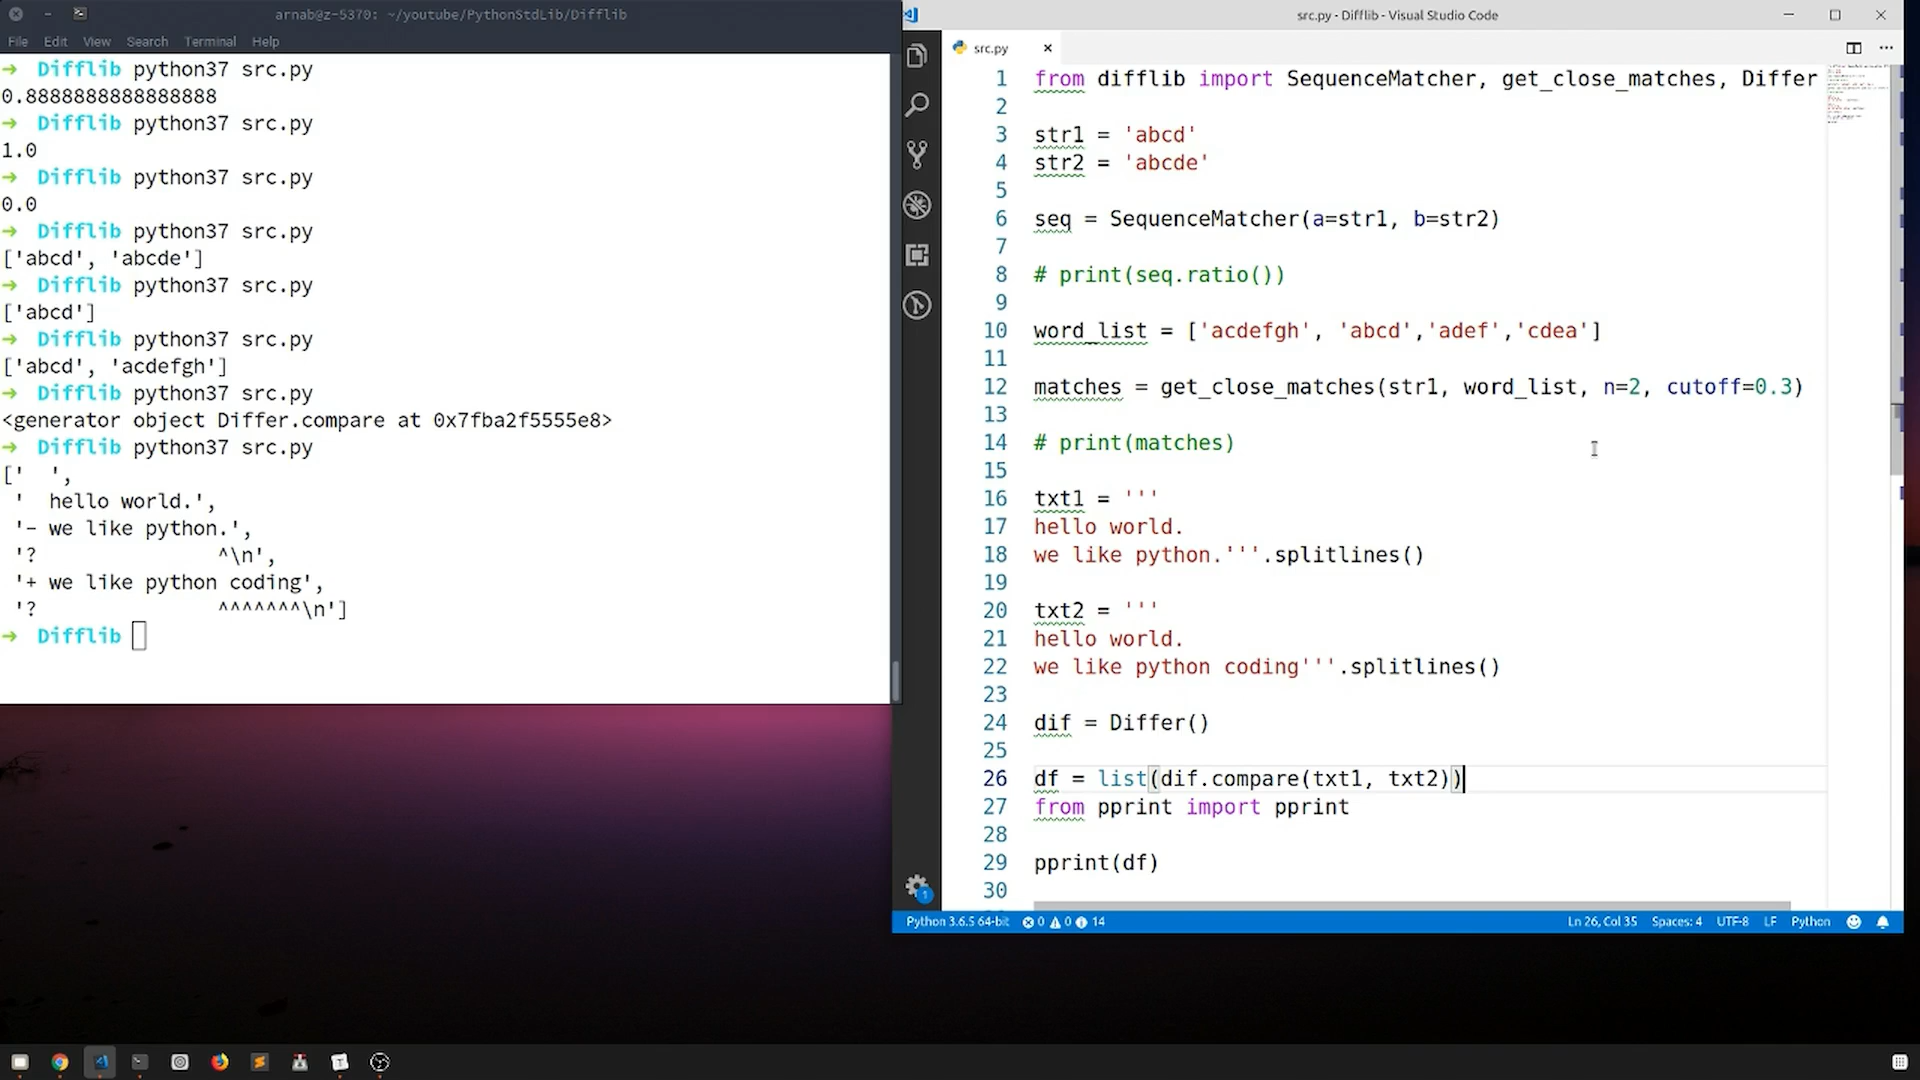 arnab@z-5370: ~/youtube/PythonStdLib/Difflib
File Edit View Search Terminal Help
➜ Difflib python37 src.py
0.8888888888888888
➜ Difflib python37 src.py
1.0
➜ Difflib python37 src.py
0.0
➜ Difflib python37 src.py
['abcd', 'abcde']
➜ Difflib python37 src.py
['abcd']
➜ Difflib python37 src.py
['abcd', 'acdefgh']
➜ Difflib python37 src.py
<generator object Differ.compare at 0x7fba2f5555e8>
➜ Difflib python37 src.py
['  ',
 '  hello world.',
 '- we like python.',
 '?               ^\n',
 '+ we like python coding',
 '?               ^^^^^^^\n']
➜ Difflib
src.py - Difflib - Visual Studio Code
src.py
1 from difflib import SequenceMatcher, get_close_matches, Differ
2
3 str1 = 'abcd'
4 str2 = 'abcde'
5
6 seq = SequenceMatcher(a=str1, b=str2)
7
8 # print(seq.ratio())
9
10 word_list = ['acdefgh', 'abcd','adef','cdea']
11
12 matches = get_close_matches(str1, word_list, n=2, cutoff=0.3)
13
14 # print(matches)
15
16 txt1 = '''
17 hello world.
18 we like python.'''.splitlines()
19
20 txt2 = '''
21 hello world.
22 we like python coding'''.splitlines()
23
24 dif = Differ()
25
26 df = list(dif.compare(txt1, txt2))
27 from pprint import pprint
28
29 pprint(df)
30
1
Python 3.6.5 64-bit 0 0 14 Ln 26, Col 35 Spaces: 4 UTF-8 LF Python